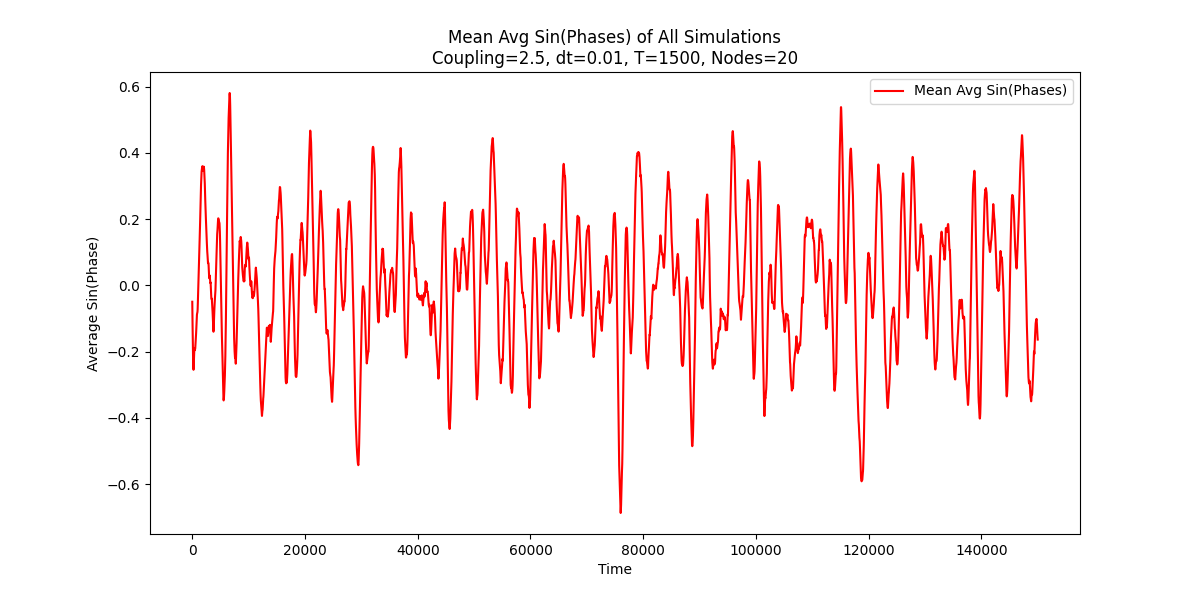 Mean Avg Sin(Phases) of All Simulations
Coupling=2.5, dt=0.01, T=1500, Nodes=20
Mean Avg Sin(Phases)
Average Sin(Phase)
0.6
0.4
0.2
0.0
−0.2
−0.4
−0.6
0 20000 40000 60000 80000 100000 120000 140000
Time